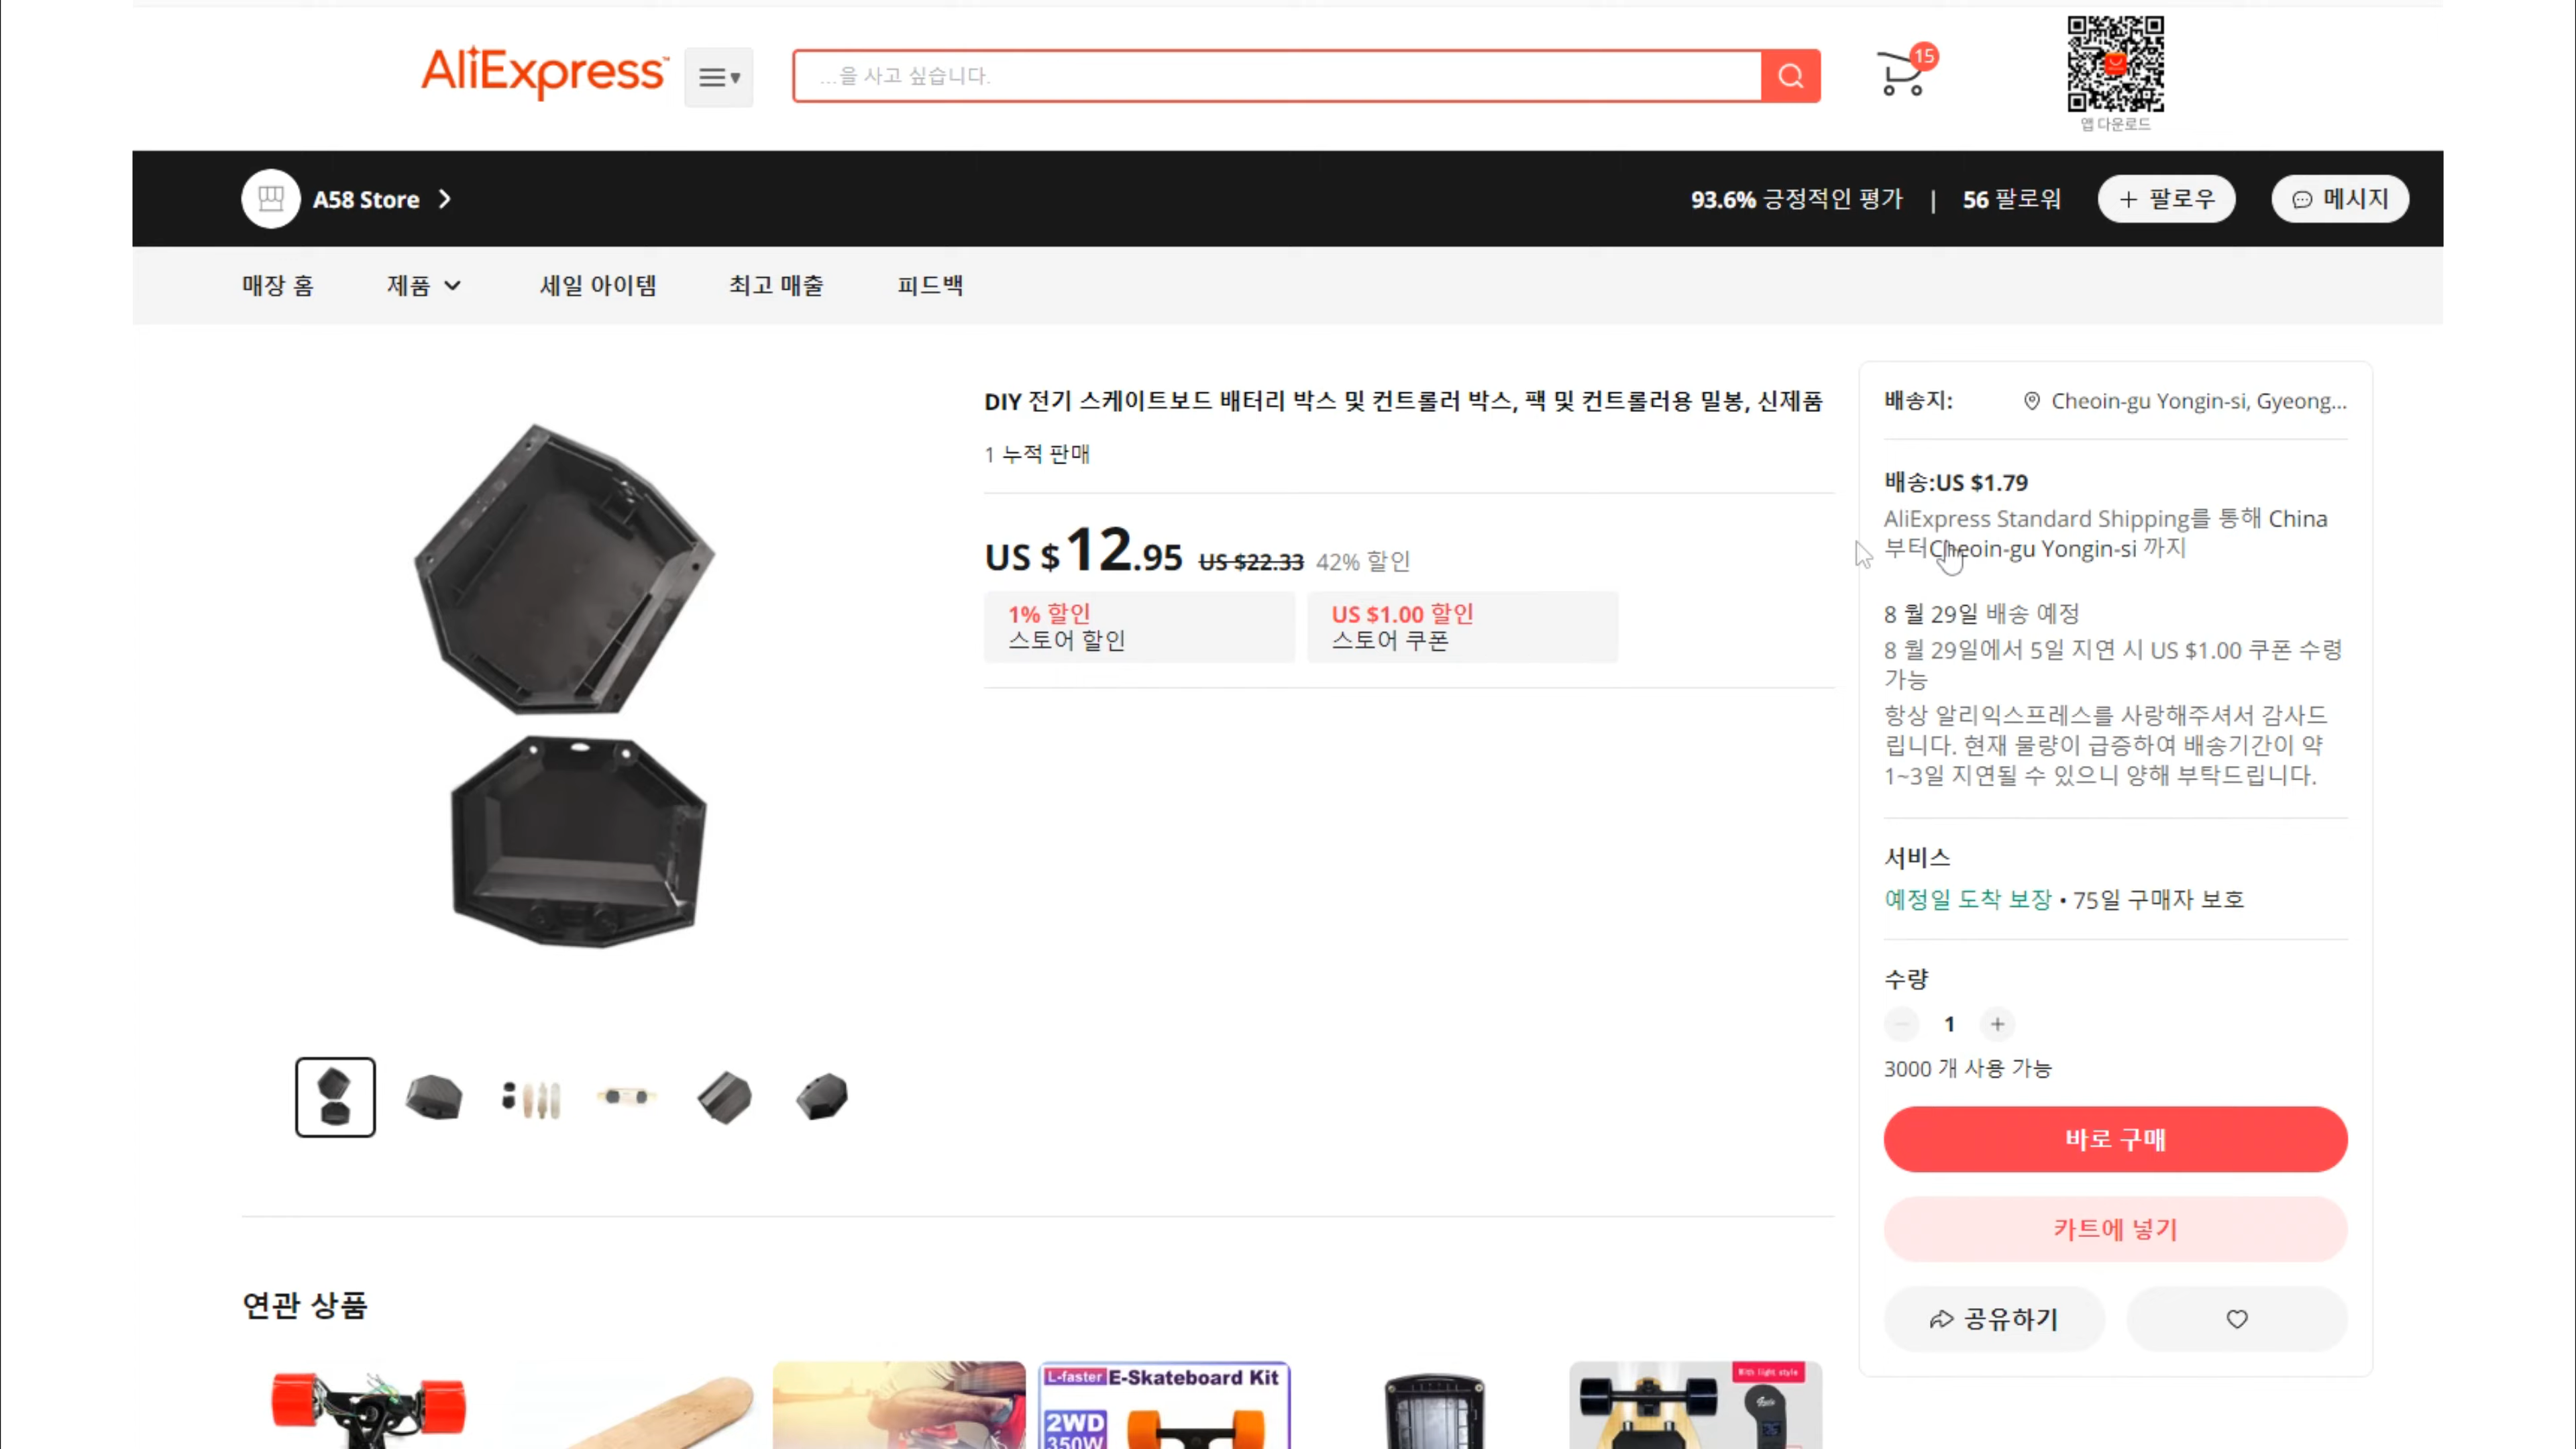 AliExpress™
…을 사고 싶습니다.
15
앱 다운로드
A58 Store
93.6% 긍정적인 평가 | 56 팔로워
+ 팔로우
메시지
매장 홈
제품
세일 아이템
최고 매출
피드백
DIY 전기 스케이트보드 배터리 박스 및 컨트롤러 박스, 팩 및 컨트롤러용 밀봉, 신제품
1 누적 판매
US $12.95 US $22.33 42% 할인
1% 할인
스토어 할인
US $1.00 할인
스토어 쿠폰
배송지:
Cheoin-gu Yongin-si, Gyeong...
배송:US $1.79
AliExpress Standard Shipping를 통해 China
부터Cheoin-gu Yongin-si 까지
8 월 29일 배송 예정
8 월 29일에서 5일 지연 시 US $1.00 쿠폰 수령
가능
항상 알리익스프레스를 사랑해주셔서 감사드
립니다. 현재 물량이 급증하여 배송기간이 약
1~3일 지연될 수 있으니 양해 부탁드립니다.
서비스
예정일 도착 보장 • 75일 구매자 보호
수량
1
3000 개 사용 가능
바로 구매
카트에 넣기
공유하기
연관 상품
L-faster E-Skateboard Kit
2WD
350W
With light style